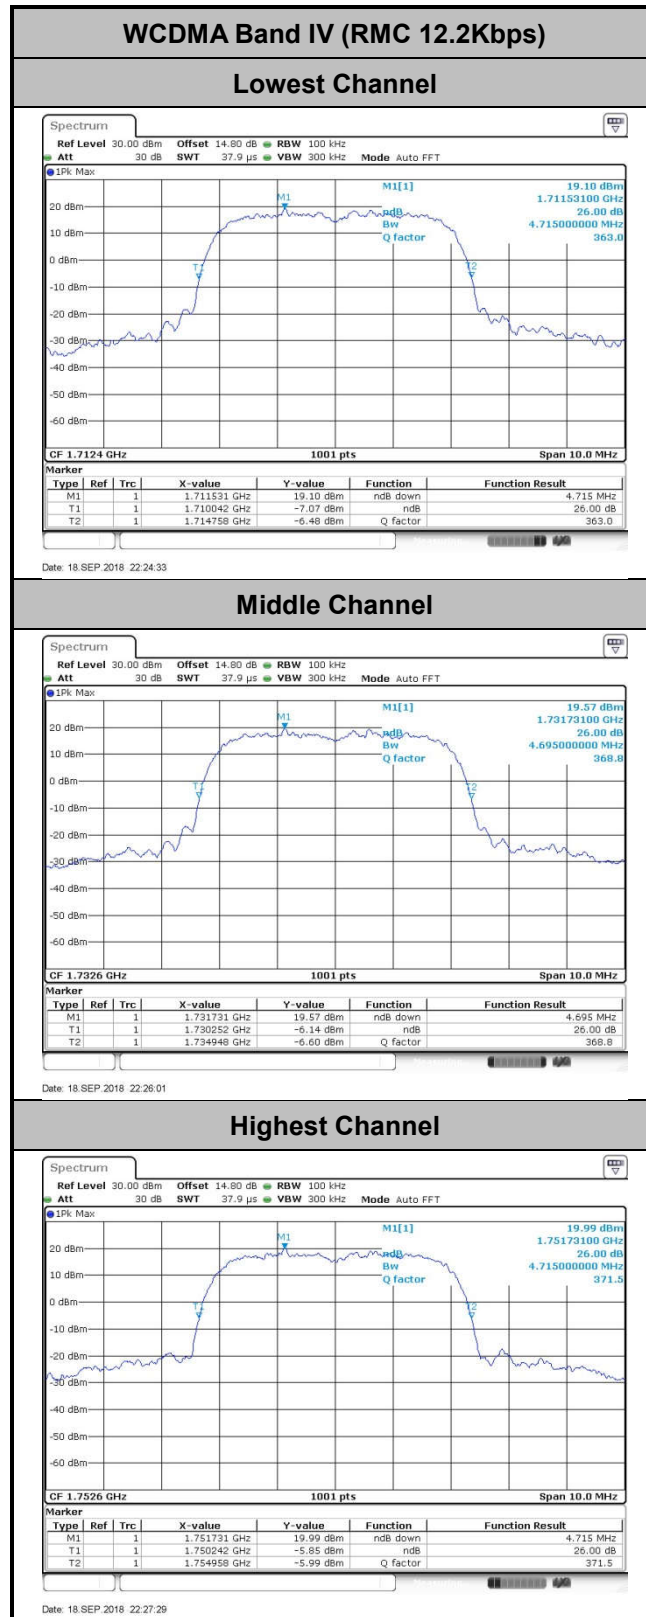 WCDMA Band IV (RMC 12.2Kbps)
Lowest Channel
Spectrum
Ref Level 30.00 dBm Offset 14.80 dB RBW 100 kHz
Att 30 dB SWT 37.9 µs VBW 300 kHz Mode Auto FFT
1Pk Max
M1[1] 19.10 dBm
1.71153100 GHz
M1
20 dBm
ndB 26.00 dB
Bw 4.715000000 MHz
10 dBm
Q factor 363.0
0 dBm
T1 T2
-10 dBm
-20 dBm
-30 dBm
-40 dBm
-50 dBm
-60 dBm
CF 1.7124 GHz 1001 pts Span 10.0 MHz
Marker
Type Ref Trc X-value Y-value Function Function Result
M1 1 1.711531 GHz 19.10 dBm ndB down 4.715 MHz
T1 1 1.710042 GHz -7.07 dBm ndB 26.00 dB
T2 1 1.714758 GHz -6.48 dBm Q factor 363.0
Date: 18.SEP.2018 22:24:33
Middle Channel
Spectrum
Ref Level 30.00 dBm Offset 14.80 dB RBW 100 kHz
Att 30 dB SWT 37.9 µs VBW 300 kHz Mode Auto FFT
1Pk Max
M1[1] 19.57 dBm
1.73173100 GHz
M1
20 dBm
ndB 26.00 dB
Bw 4.695000000 MHz
10 dBm
Q factor 368.8
0 dBm
T1 T2
-10 dBm
-20 dBm
-30 dBm
-40 dBm
-50 dBm
-60 dBm
CF 1.7326 GHz 1001 pts Span 10.0 MHz
Marker
Type Ref Trc X-value Y-value Function Function Result
M1 1 1.731731 GHz 19.57 dBm ndB down 4.695 MHz
T1 1 1.730252 GHz -6.14 dBm ndB 26.00 dB
T2 1 1.734948 GHz -6.60 dBm Q factor 368.8
Date: 18.SEP.2018 22:26:01
Highest Channel
Spectrum
Ref Level 30.00 dBm Offset 14.80 dB RBW 100 kHz
Att 30 dB SWT 37.9 µs VBW 300 kHz Mode Auto FFT
1Pk Max
M1[1] 19.99 dBm
1.75173100 GHz
M1
20 dBm
ndB 26.00 dB
Bw 4.715000000 MHz
10 dBm
Q factor 371.5
0 dBm
T1 T2
-10 dBm
-20 dBm
-30 dBm
-40 dBm
-50 dBm
-60 dBm
CF 1.7526 GHz 1001 pts Span 10.0 MHz
Marker
Type Ref Trc X-value Y-value Function Function Result
M1 1 1.751731 GHz 19.99 dBm ndB down 4.715 MHz
T1 1 1.750242 GHz -5.85 dBm ndB 26.00 dB
T2 1 1.754958 GHz -5.99 dBm Q factor 371.5
Date: 18.SEP.2018 22:27:29